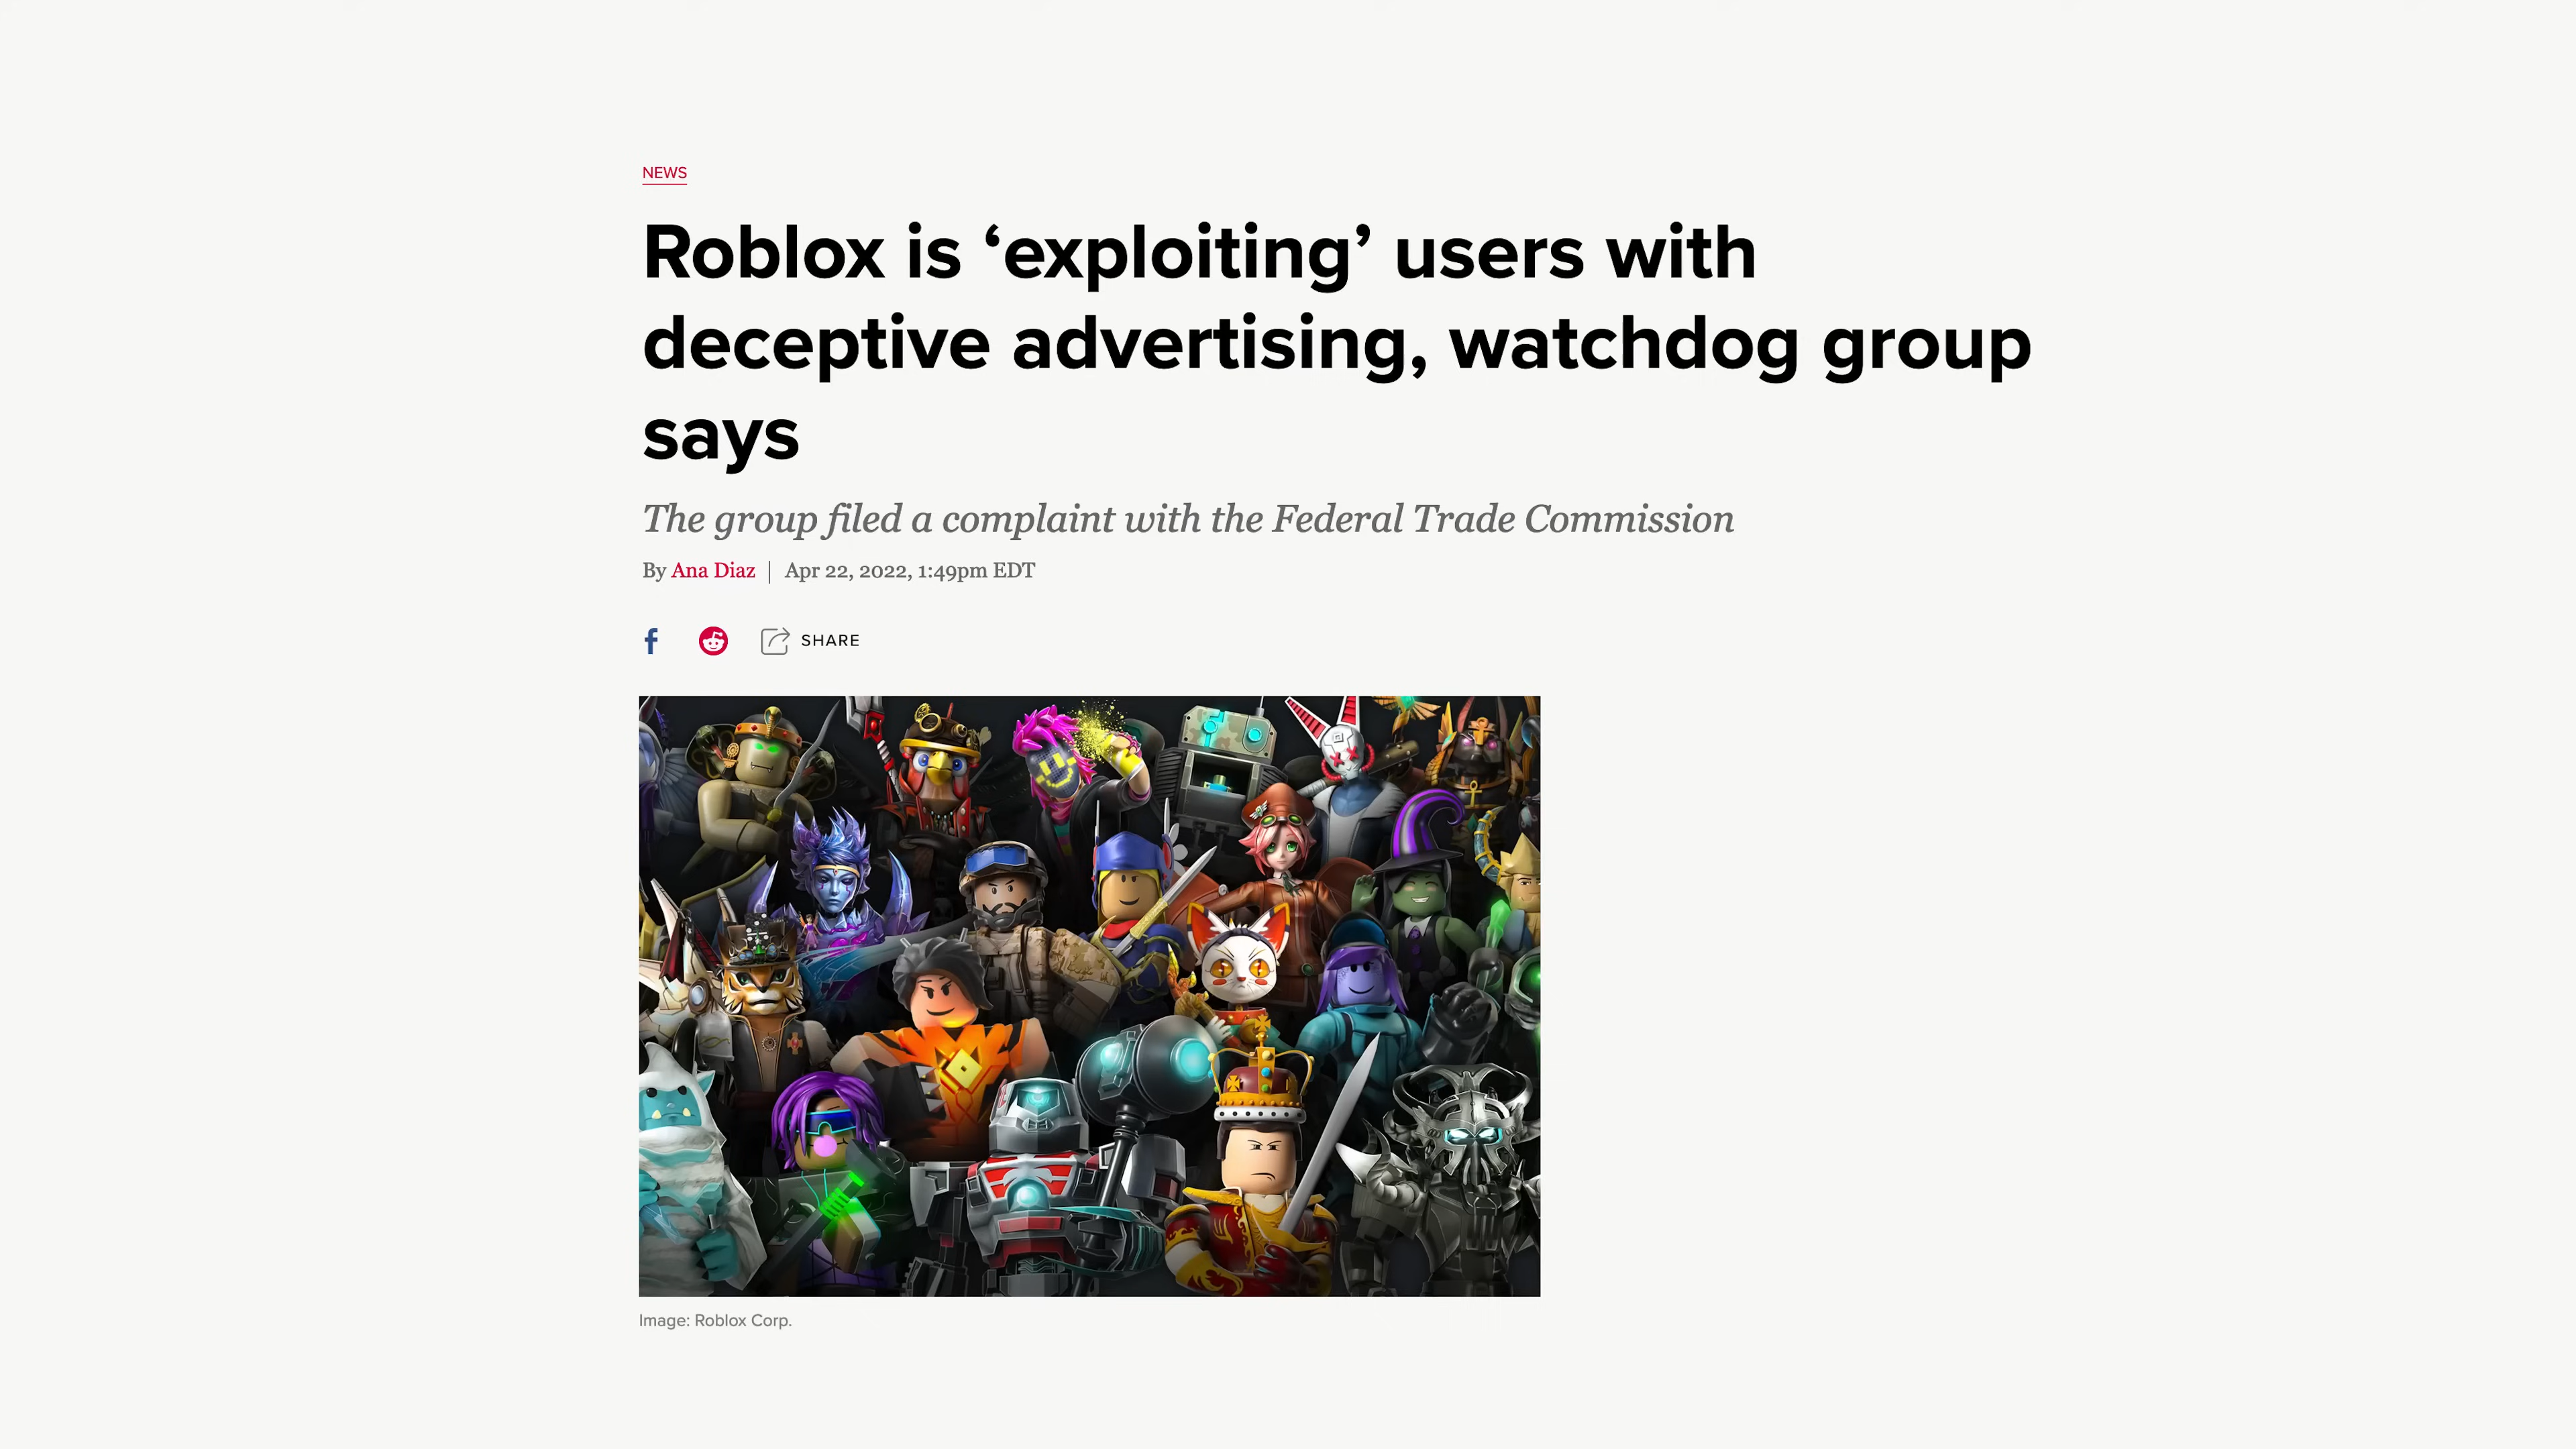 NEWS
Roblox is ‘exploiting’ users with
deceptive advertising, watchdog group
says
The group filed a complaint with the Federal Trade Commission
By Ana Diaz | Apr 22, 2022, 1:49pm EDT
SHARE
Image: Roblox Corp.